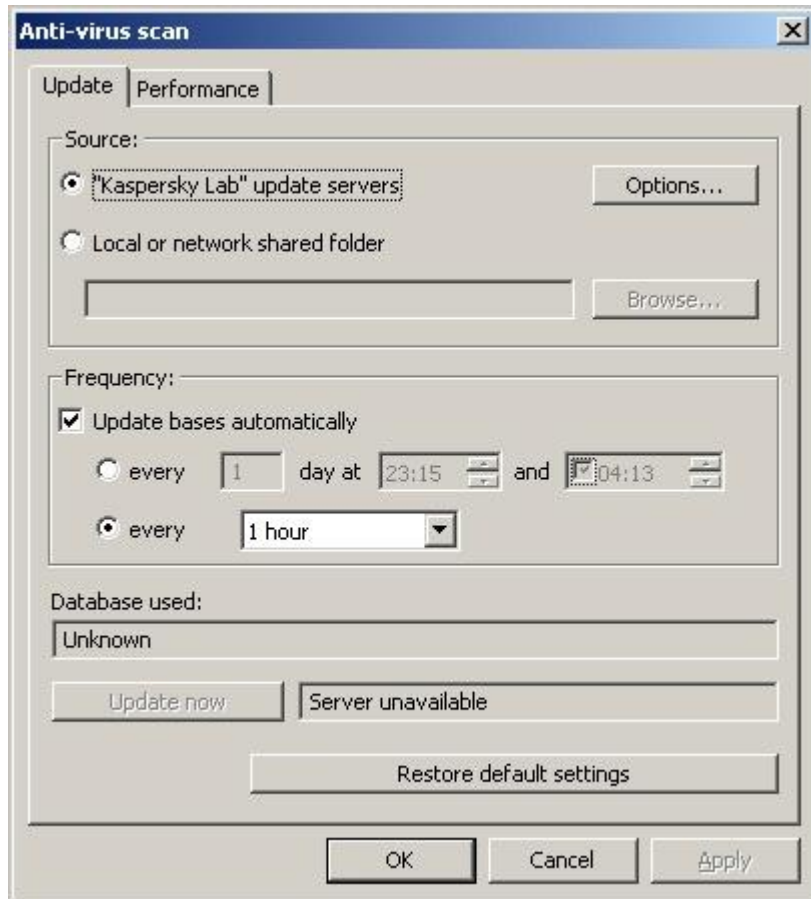 Anti-virus scan
Update Performance
Source:
"Kaspersky Lab" update servers Options...
Local or network shared folder
Browse...
Frequency:
Update bases automatically
every 1 day at 23:15 and 04:13
every 1 hour
Database used:
Unknown
Update now Server unavailable
Restore default settings
OK Cancel Apply